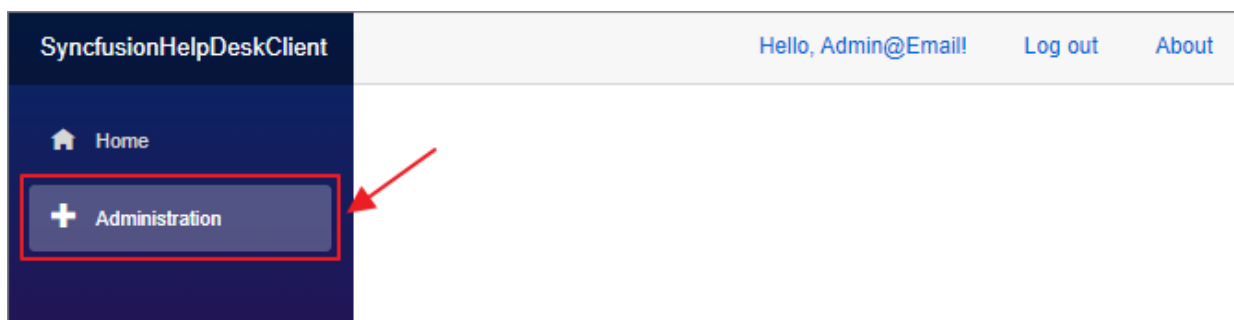 SyncfusionHelpDeskClient
Hello, Admin@Email!
Log out
About
Home
Administration